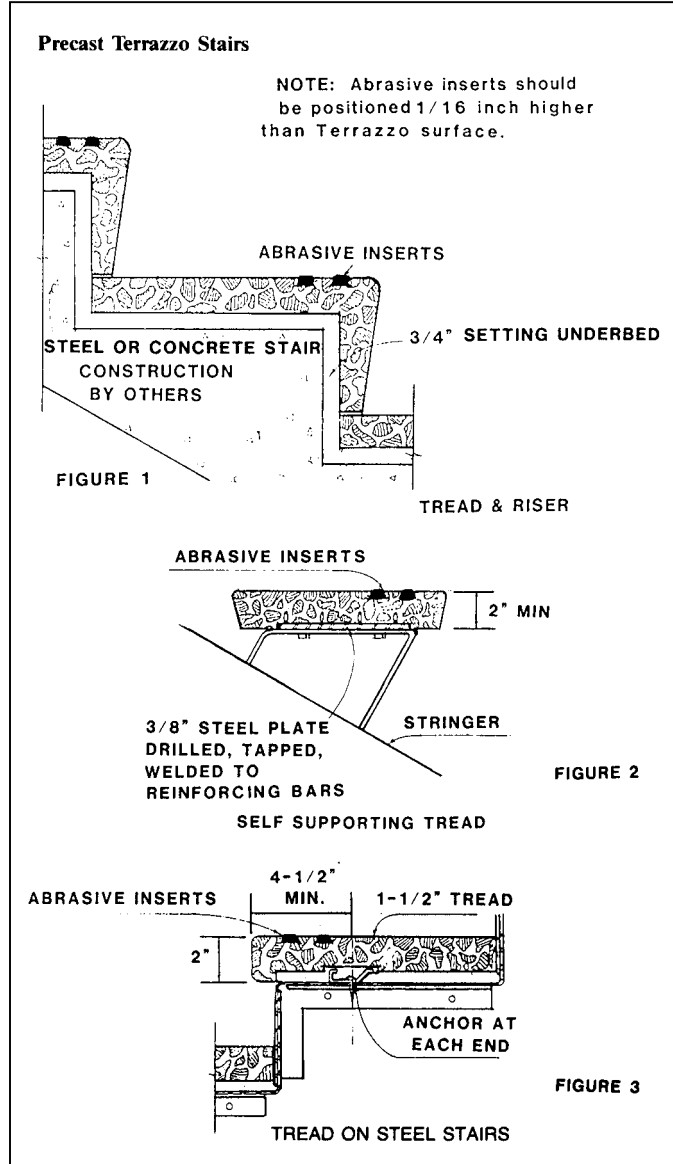 Precast Terrazzo Stairs
NOTE: Abrasive inserts should
be positioned 1/16 inch higher
than Terrazzo surface.
ABRASIVE INSERTS
3/4" SETTING UNDERBED
STEEL OR CONCRETE STAIR
CONSTRUCTION
BY OTHERS
FIGURE 1
TREAD & RISER
ABRASIVE INSERTS
2" MIN
3/8" STEEL PLATE
DRILLED, TAPPED,
WELDED TO
REINFORCING BARS
STRINGER
FIGURE 2
SELF SUPPORTING TREAD
4-1/2"
MIN.
ABRASIVE INSERTS
1-1/2" TREAD
2"
ANCHOR AT
EACH END
FIGURE 3
TREAD ON STEEL STAIRS